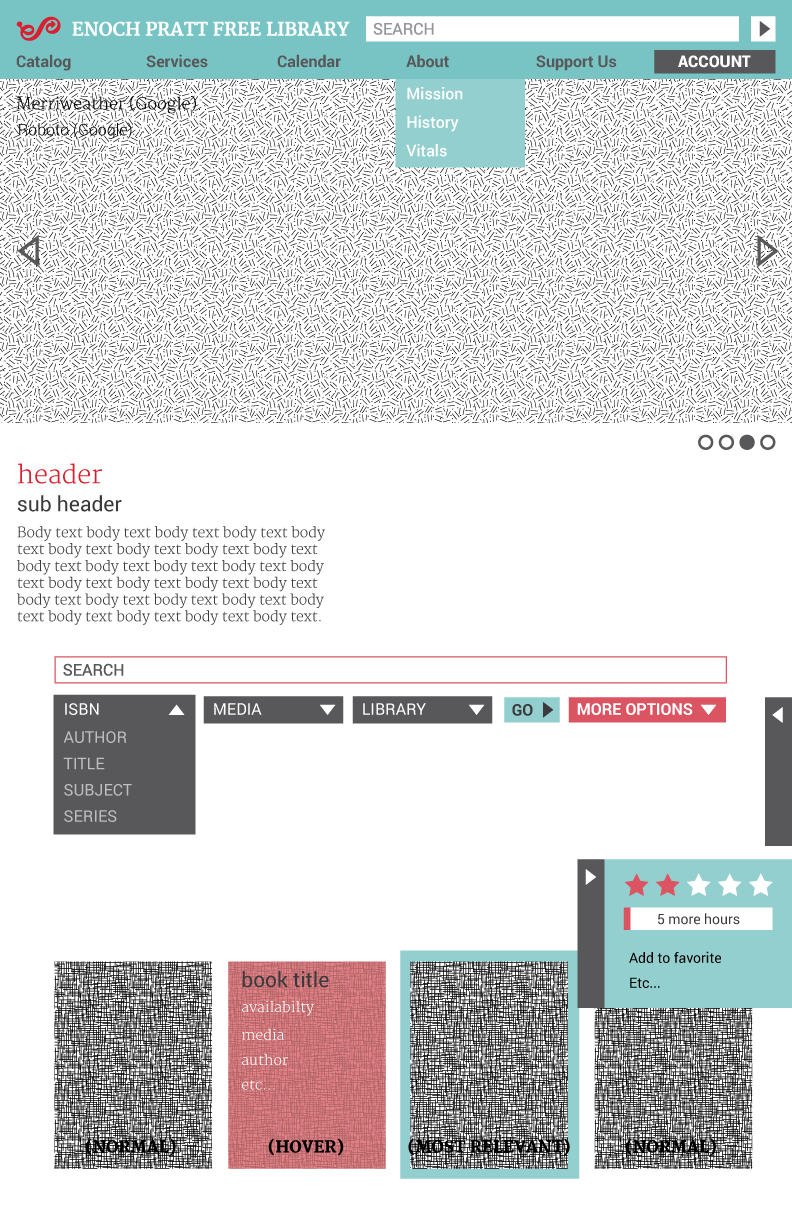 ENOCH PRATT FREE LIBRARY
SEARCH
Catalog
Services
Calendar
About
Support Us
ACCOUNT
Mission
History
Vitals
Merriweather (Google)
Roboto (Google)
header
sub header
Body text body text body text body text body
text body text body text body text body text
body text body text body text body text body
text body text body text body text body text
body text body text body text body text body
text body text body text body text body text.
SEARCH
ISBN
MEDIA
LIBRARY
GO
MORE OPTIONS
AUTHOR
TITLE
SUBJECT
SERIES
5 more hours
Add to favorite
Etc...
book title
availabilty
media
author
etc...
(NORMAL)
(HOVER)
(MOST RELEVANT)
(NORMAL)